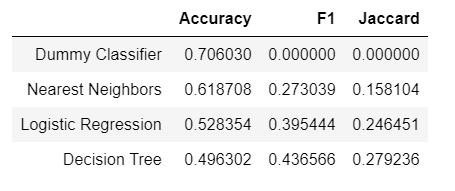 Accuracy F1 Jaccard
Dummy Classifier 0.706030 0.000000 0.000000
Nearest Neighbors 0.618708 0.273039 0.158104
Logistic Regression 0.528354 0.395444 0.246451
Decision Tree 0.496302 0.436566 0.279236